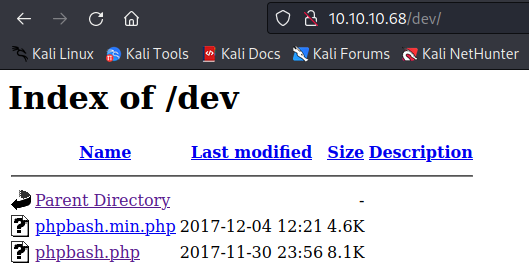 10.10.10.68/dev/
Kali Linux Kali Tools Kali Docs Kali Forums Kali NetHunter
Index of /dev
Name Last modified Size Description
Parent Directory -
phpbash.min.php 2017-12-04 12:21 4.6K
phpbash.php 2017-11-30 23:56 8.1K